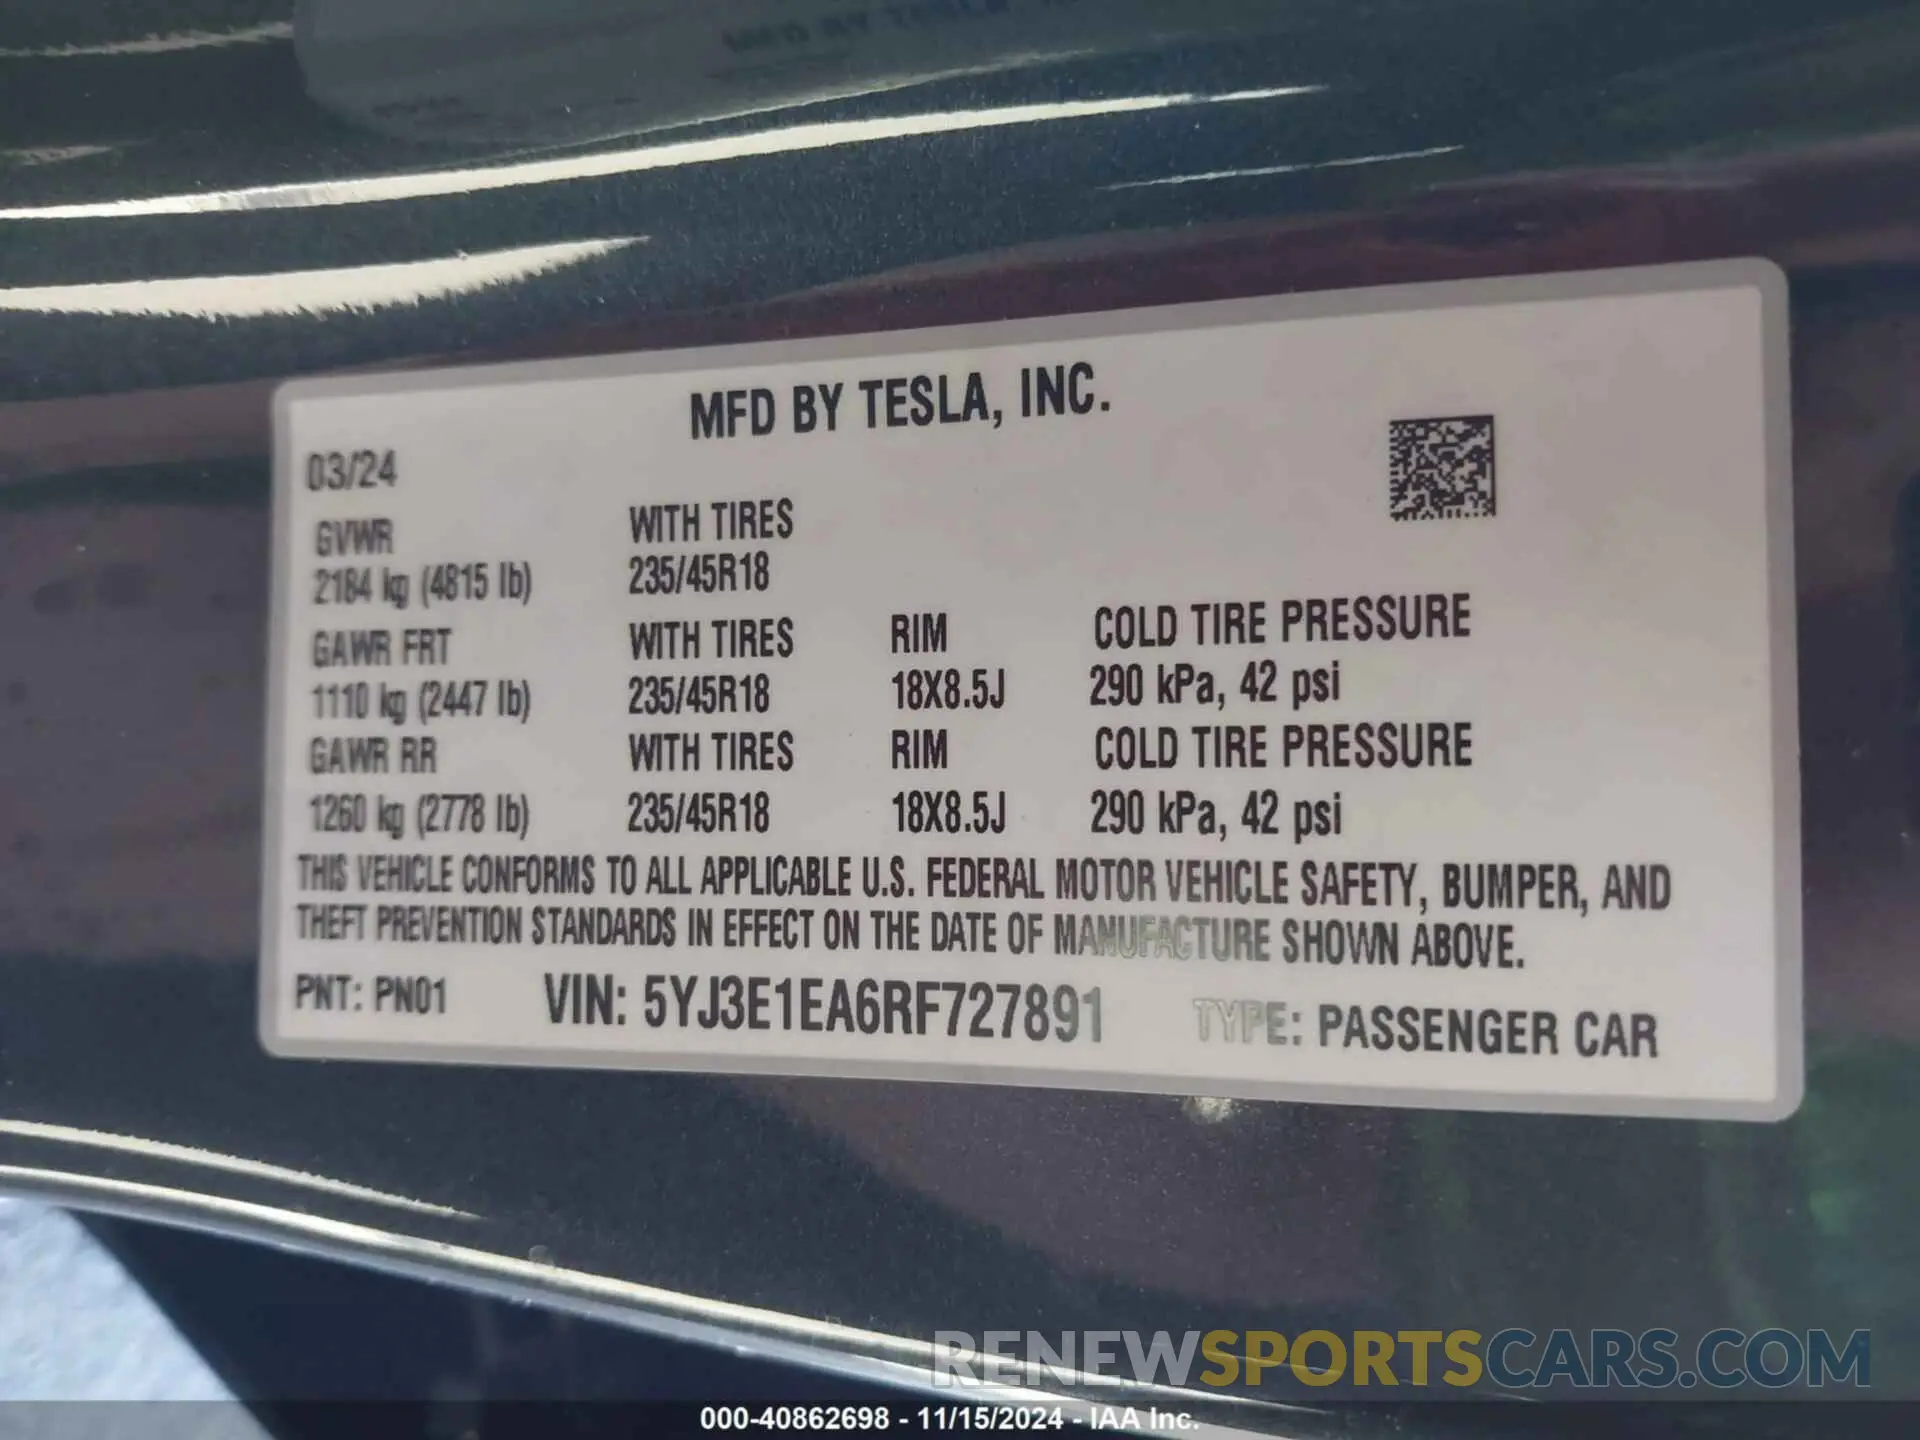 MFD BY TESLA, INC.
03/24
GVWR WITH TIRES
2184 kg (4815 lb) 235/45R18
GAWR FRT WITH TIRES RIM COLD TIRE PRESSURE
1110 kg (2447 lb) 235/45R18 18X8.5J 290 kPa, 42 psi
GAWR RR WITH TIRES RIM COLD TIRE PRESSURE
1260 kg (2778 lb) 235/45R18 18X8.5J 290 kPa, 42 psi
THIS VEHICLE CONFORMS TO ALL APPLICABLE U.S. FEDERAL MOTOR VEHICLE SAFETY, BUMPER, AND
THEFT PREVENTION STANDARDS IN EFFECT ON THE DATE OF MANUFACTURE SHOWN ABOVE.
PNT: PN01 VIN: 5YJ3E1EA6RF727891 TYPE: PASSENGER CAR
RENEWSPORTSCARS.COM
000-40862698 - 11/15/2024 - IAA Inc.